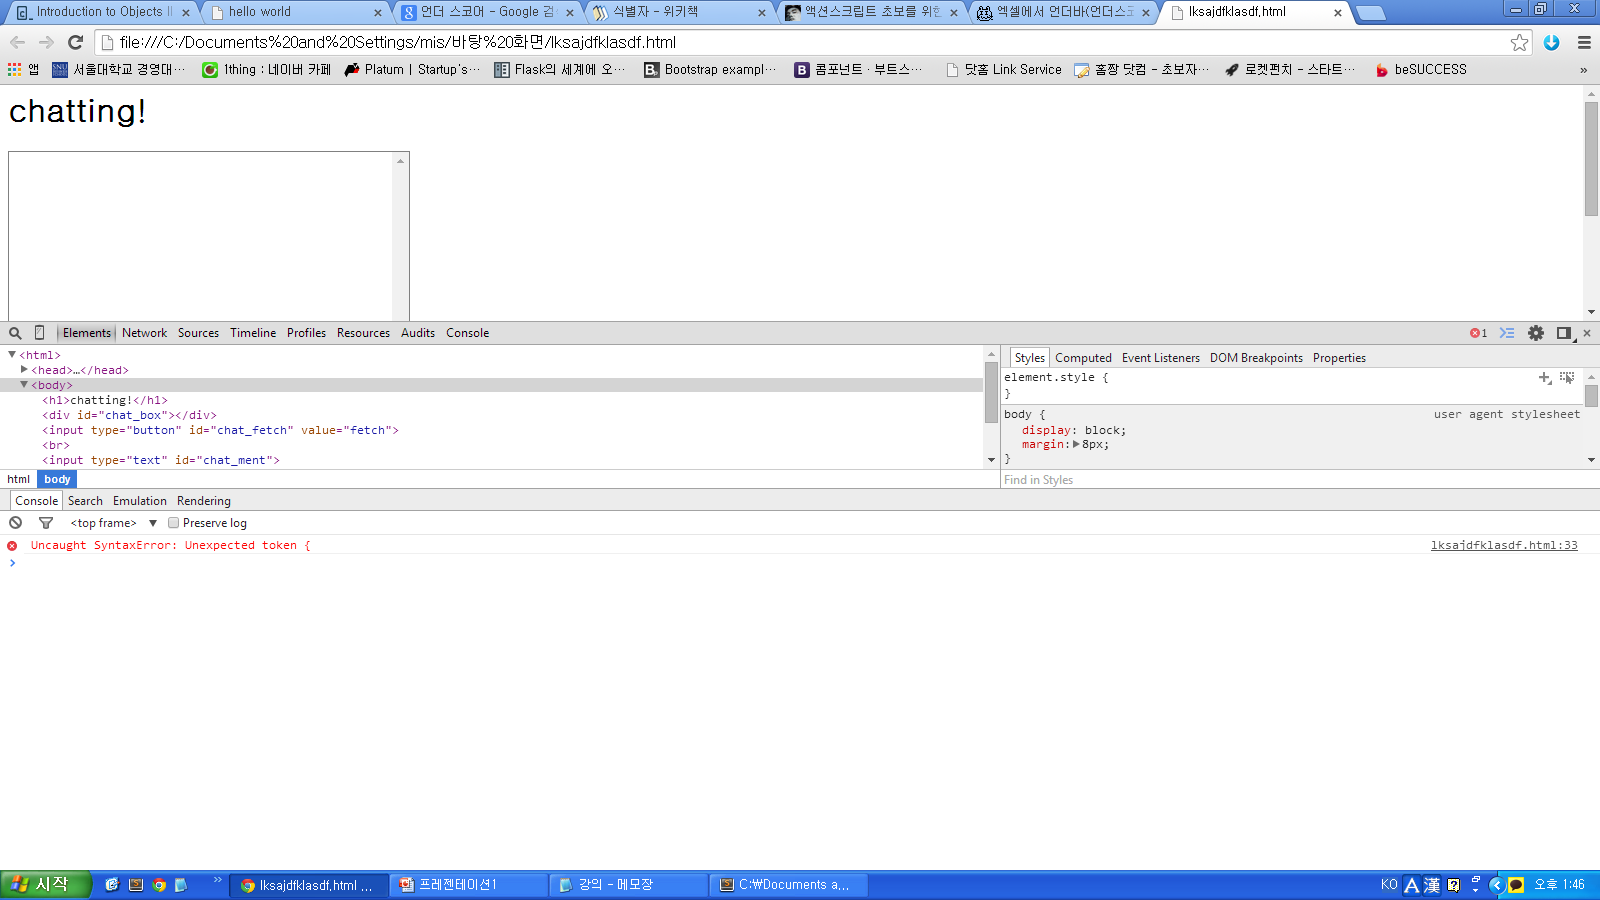 Introduction to Objects I
hello world
언더 스코어 - Google 검
식별자 - 위키책
액션스크립트 초보를 위한
엑셀에서 언더바(언더스코
lksajdfklasdf.html
file:///C:/Documents%20and%20Settings/mis/바탕%20화면/lksajdfklasdf.html
앱
서울대학교 경영대…
1thing : 네이버 카페
Platum | Startup's…
Flask의 세계에 오…
Bootstrap exampl…
콤포넌트 · 부트스…
닷홈 Link Service
홈짱 닷컴 - 초보자…
로켓펀치 - 스타트…
beSUCCESS
»
chatting!
Elements Network Sources Timeline Profiles Resources Audits Console
1
<html>
<head>…</head>
<body>
<h1>chatting!</h1>
<div id="chat_box"></div>
<input type="button" id="chat_fetch" value="fetch">
<br>
<input type="text" id="chat_ment">
html body
Styles Computed Event Listeners DOM Breakpoints Properties
element.style {
}
body { user agent stylesheet
display: block;
margin: 8px;
}
Find in Styles
Console Search Emulation Rendering
<top frame> Preserve log
Uncaught SyntaxError: Unexpected token { lksajdfklasdf.html:33
>
시작
»
lksajdfklasdf.html ...
프레젠테이션1
강의 - 메모장
C:₩Documents a...
KO A 漢
오후 1:46